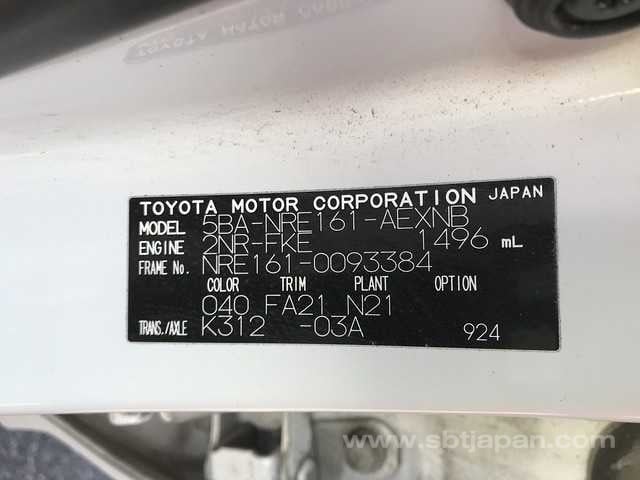 TOYOTA MOTOR CORPORATION JAPAN
MODEL 5BA-NRE161-AEXNB
ENGINE 2NR-FKE 1496 mL
FRAME No. NRE161-0093384
COLOR TRIM PLANT OPTION
040 FA21 N21
TRANS./AXLE K312 -03A 924
www.sbtjapan.com